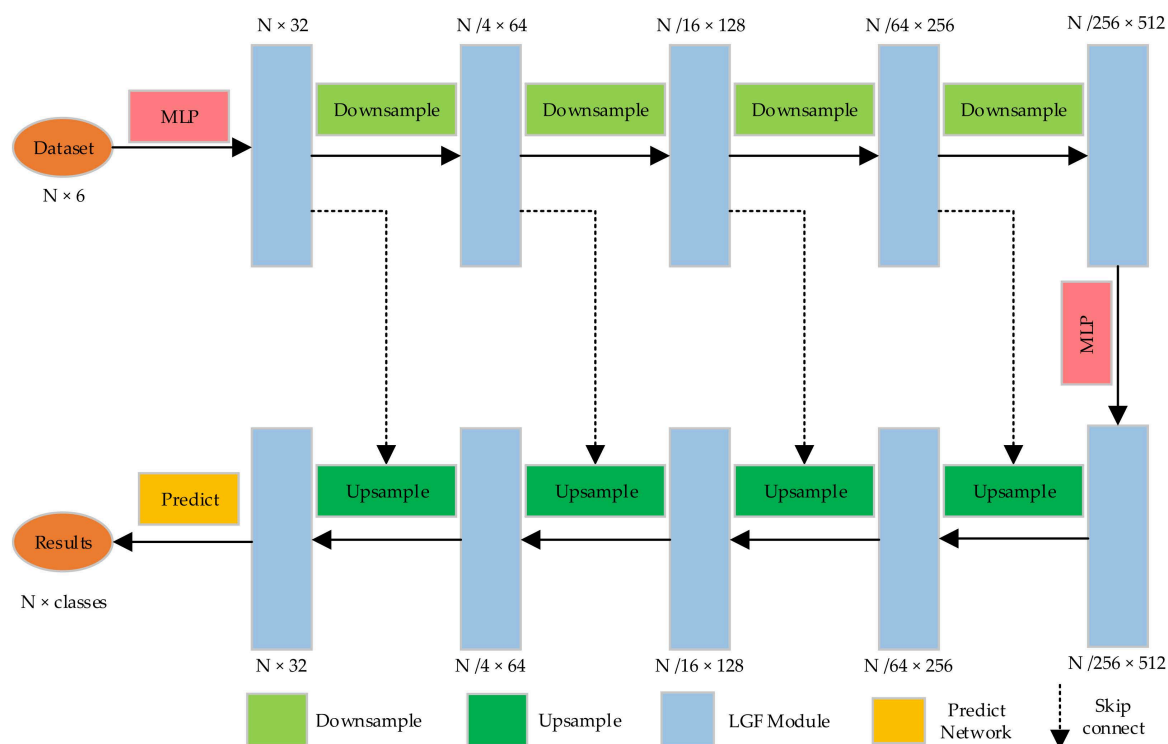 N × 32
N /4 × 64
N /16 × 128
N /64 × 256
N /256 × 512
MLP
Downsample
Downsample
Downsample
Downsample
Dataset
N × 6
MLP
Predict
Upsample
Upsample
Upsample
Upsample
Results
N × classes
N × 32
N /4 × 64
N /16 × 128
N /64 × 256
N /256 × 512
Downsample
Upsample
LGF Module
Predict
Network
Skip
connect